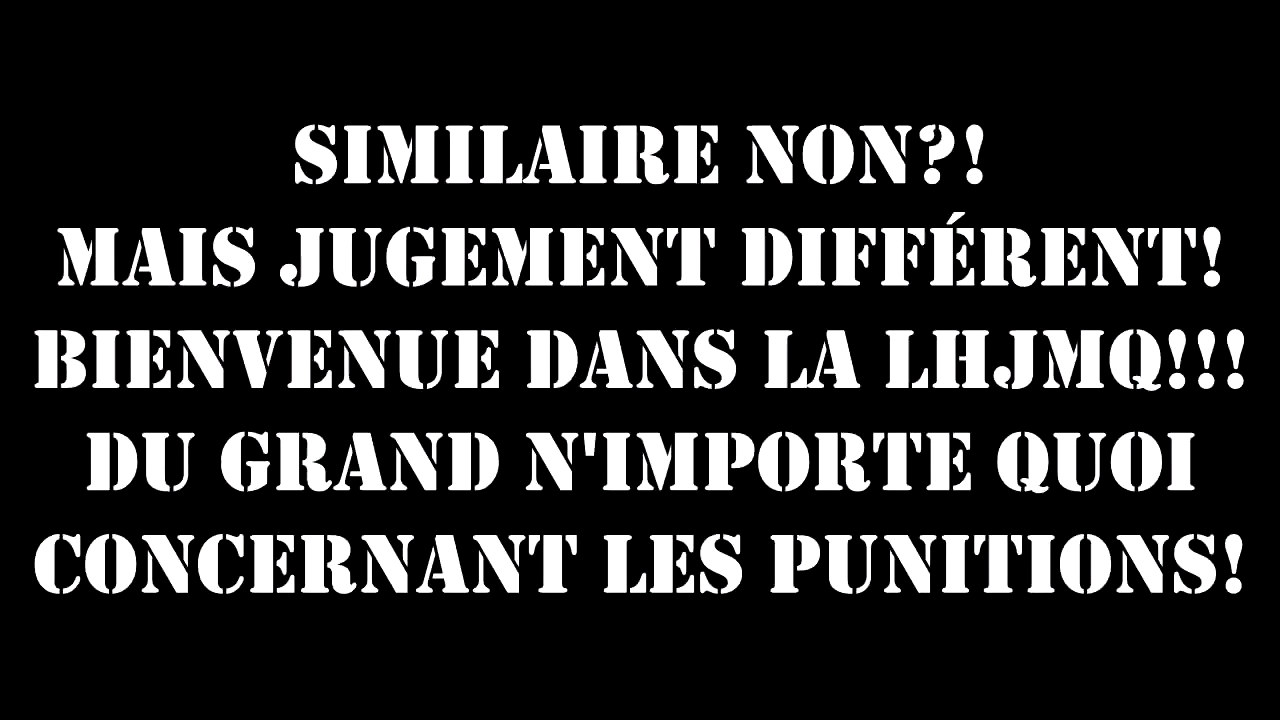 SIMILAIRE NON?!
MAIS JUGEMENT DIFFÉRENT!
BIENVENUE DANS LA LHJMQ!!!
DU GRAND N'IMPORTE QUOI
CONCERNANT LES PUNITIONS!